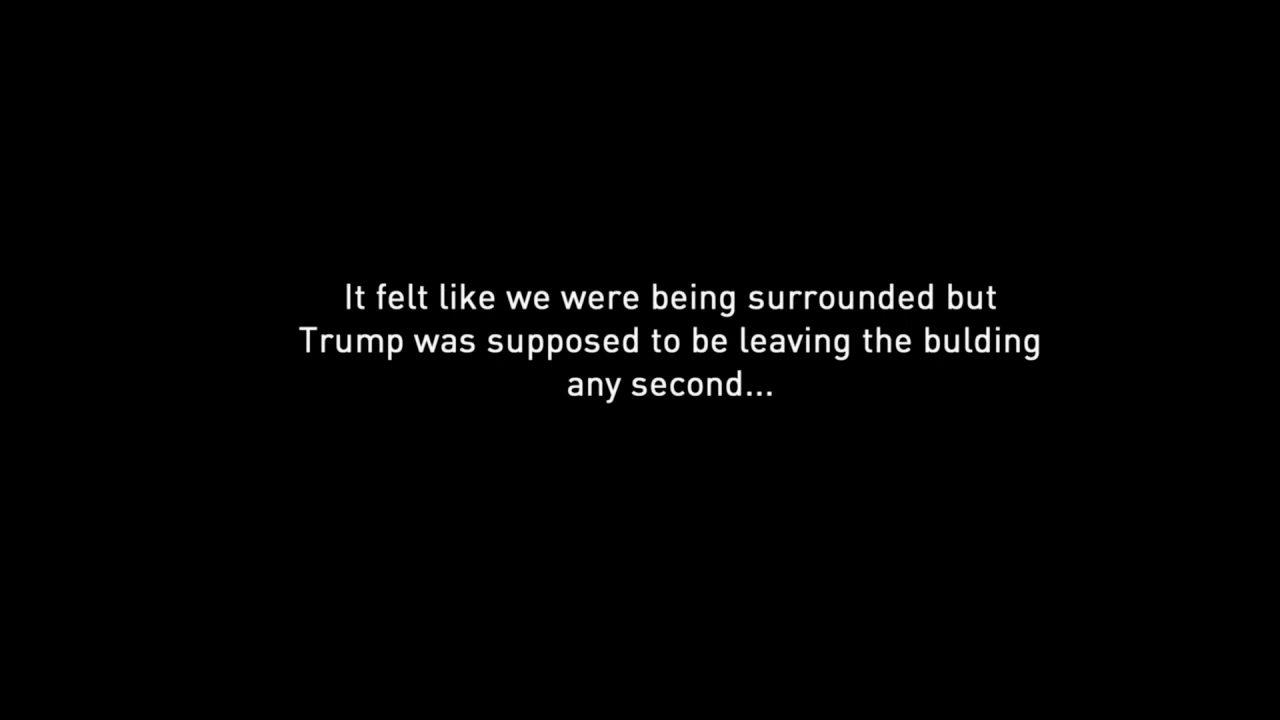 It felt like we were being surrounded but
Trump was supposed to be leaving the bulding
any second...